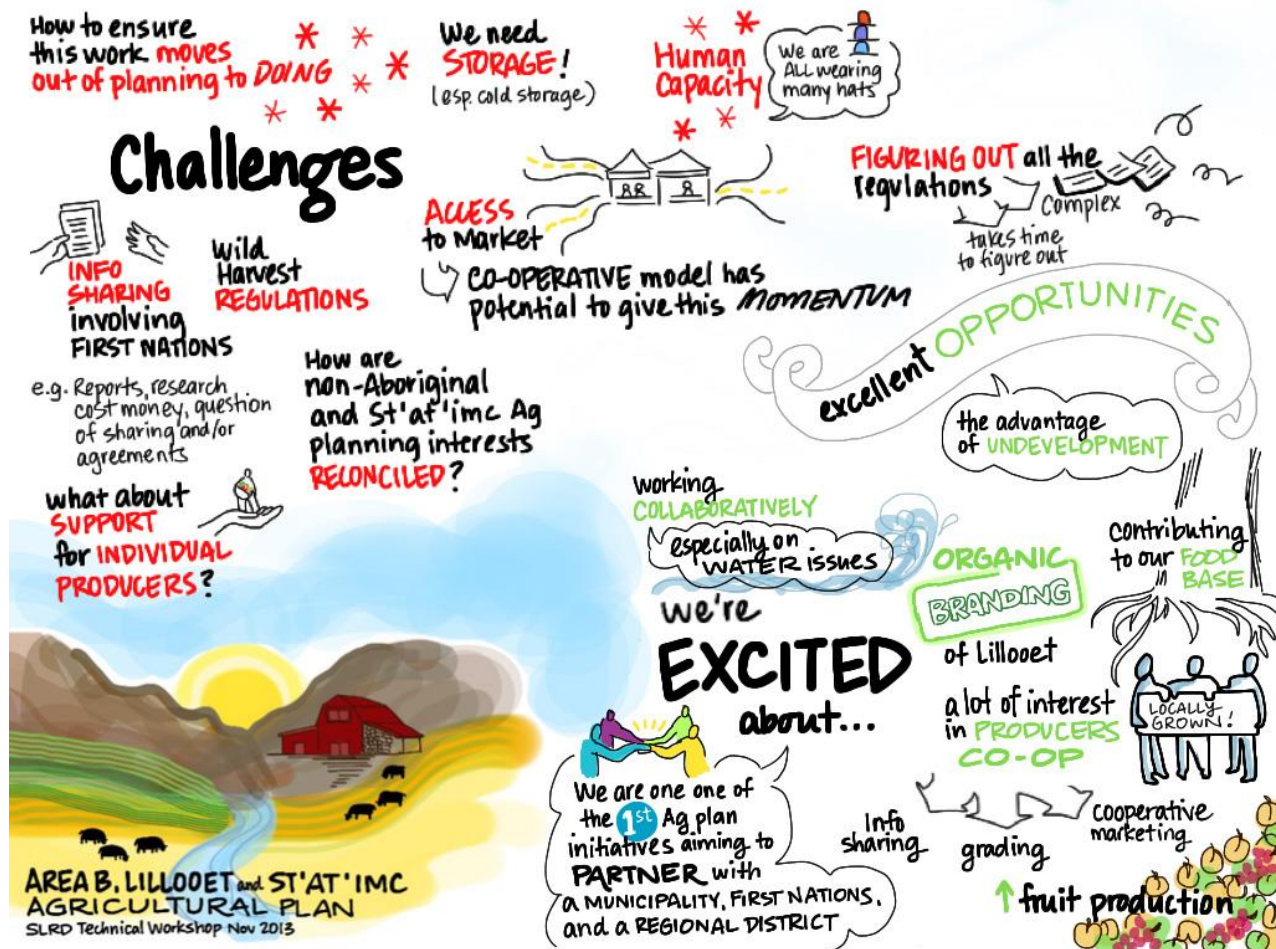 How to ensure
this work moves
out of planning to DOING
We need
STORAGE!
(esp. cold storage)
Human
Capacity
We are
ALL wearing
many hats
Challenges
FIGURING OUT all the
regulations
Complex
takes time
to figure out
ACCESS
to Market
CO-OPERATIVE model has
potential to give this MOMENTUM
INFO
SHARING
involving
FIRST NATIONS
e.g. Reports, research
cost money, question
of sharing and/or
agreements
Wild
Harvest
REGULATIONS
How are
non-Aboriginal
and St'at'imc Ag
planning interests
RECONCILED?
what about
SUPPORT
for INDIVIDUAL
PRODUCERS?
excellent OPPORTUNITIES
the advantage
of UNDEVELOPMENT
working
COLLABORATIVELY
especially on
WATER issues
contributing
to our FOOD
BASE
ORGANIC
BRANDING
of Lillooet
we're
EXCITED
about...
a lot of interest
in PRODUCERS
CO-OP
LOCALLY
GROWN!
Info
sharing
grading
Cooperative
marketing
fruit production
We are one one of
the 1st Ag plan
initiatives aiming to
PARTNER with
a MUNICIPALITY, FIRST NATIONS,
and a REGIONAL DISTRICT
AREA B, LILLOOET and ST'AT'IMC
AGRICULTURAL PLAN
SLRD Technical Workshop Nov 2013